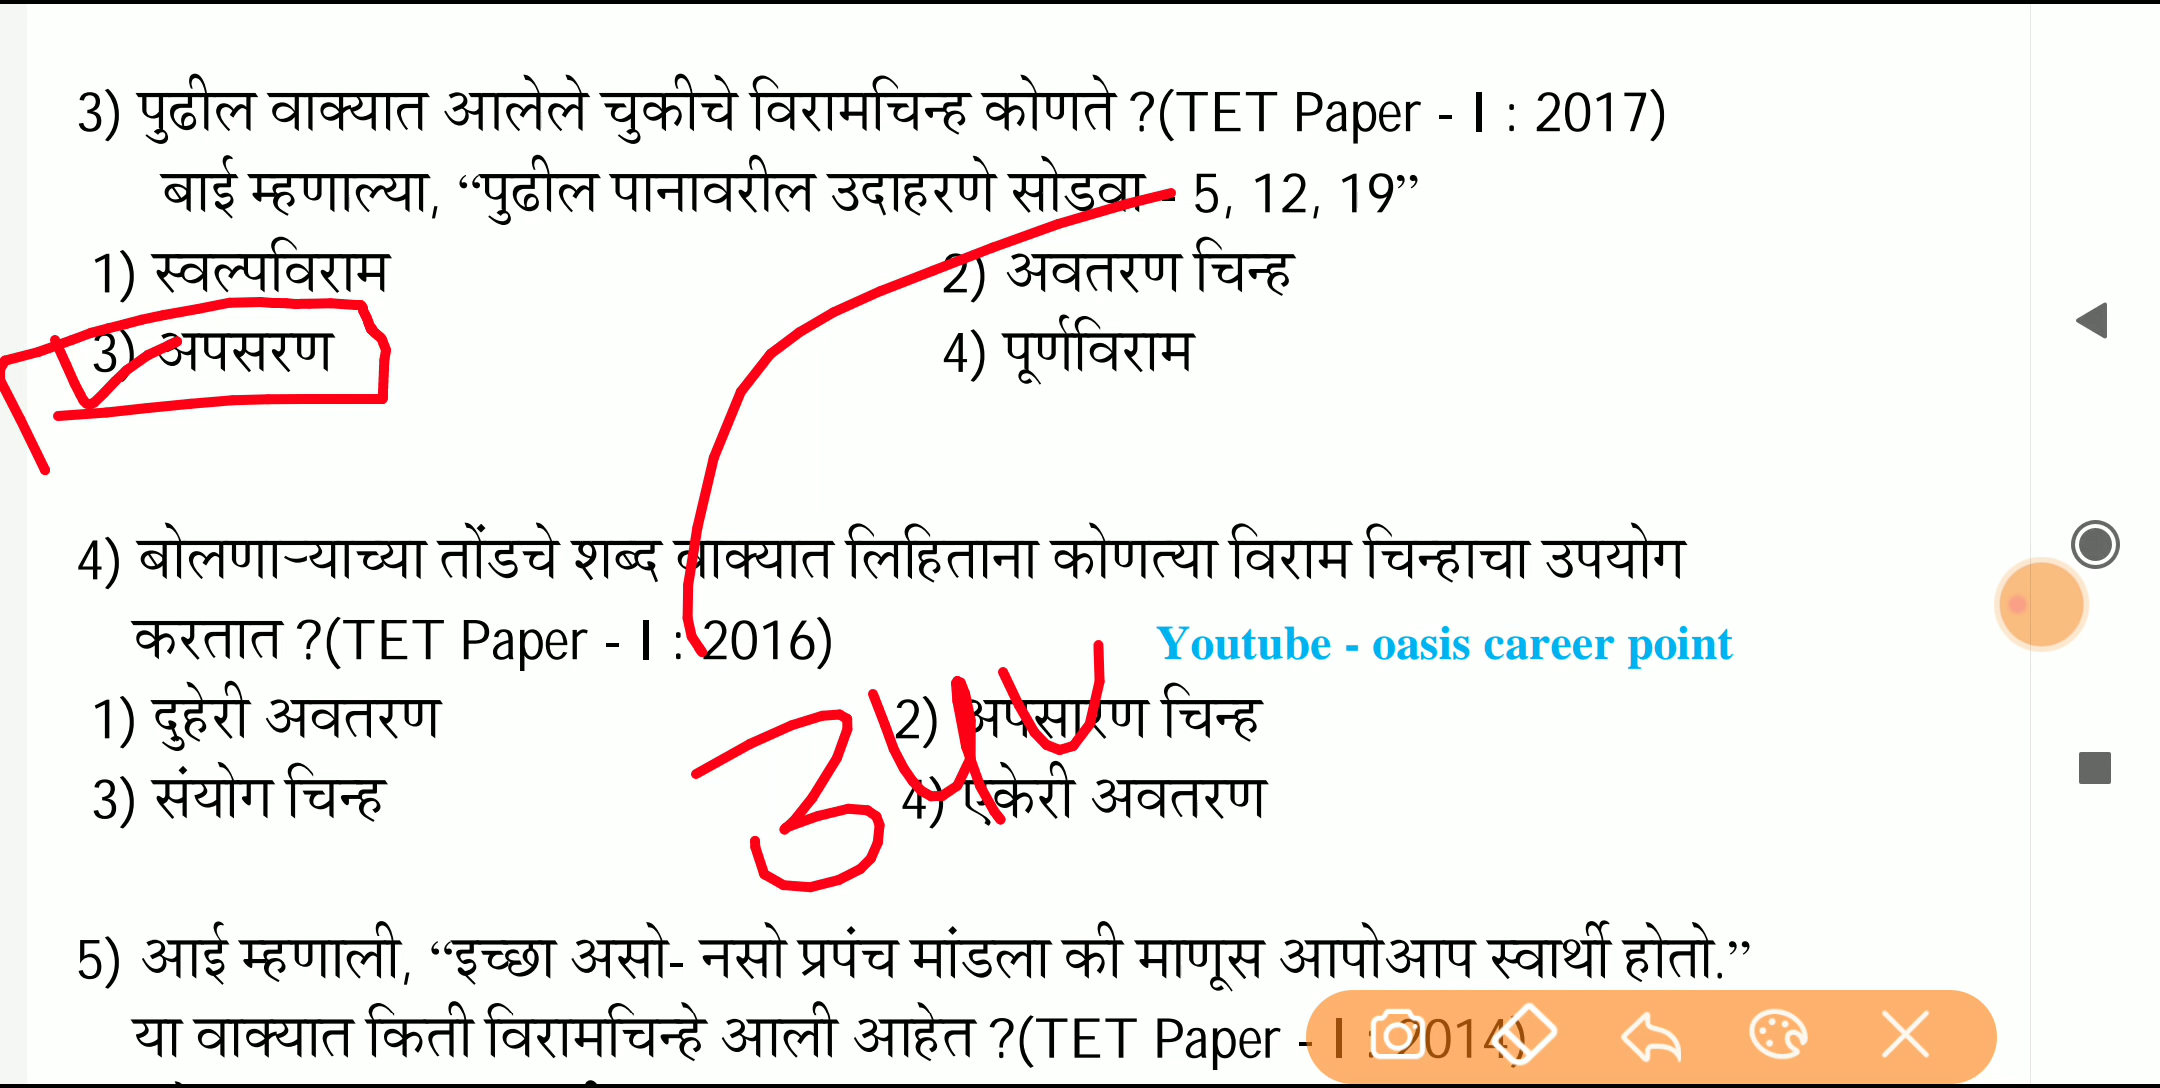 3) पुढील वाक्यात आलेले चुकीचे विरामचिन्ह कोणते ?(TET Paper - I : 2017)
बाई म्हणाल्या, “पुढील पानावरील उदाहरणे सोडवा - 5, 12, 19”
1) स्वल्पविराम 2) अवतरण चिन्ह
3) अपसरण 4) पूर्णविराम
4) बोलणाऱ्याच्या तोंडचे शब्द वाक्यात लिहिताना कोणत्या विराम चिन्हाचा उपयोग
करतात ?(TET Paper - I : 2016)
Youtube - oasis career point
1) दुहेरी अवतरण 2) अपसारण चिन्ह
3) संयोग चिन्ह 4) एकेरी अवतरण
5) आई म्हणाली, “इच्छा असो- नसो प्रपंच मांडला की माणूस आपोआप स्वार्थी होतो.”
या वाक्यात किती विरामचिन्हे आली आहेत ?(TET Paper - I : 2014)